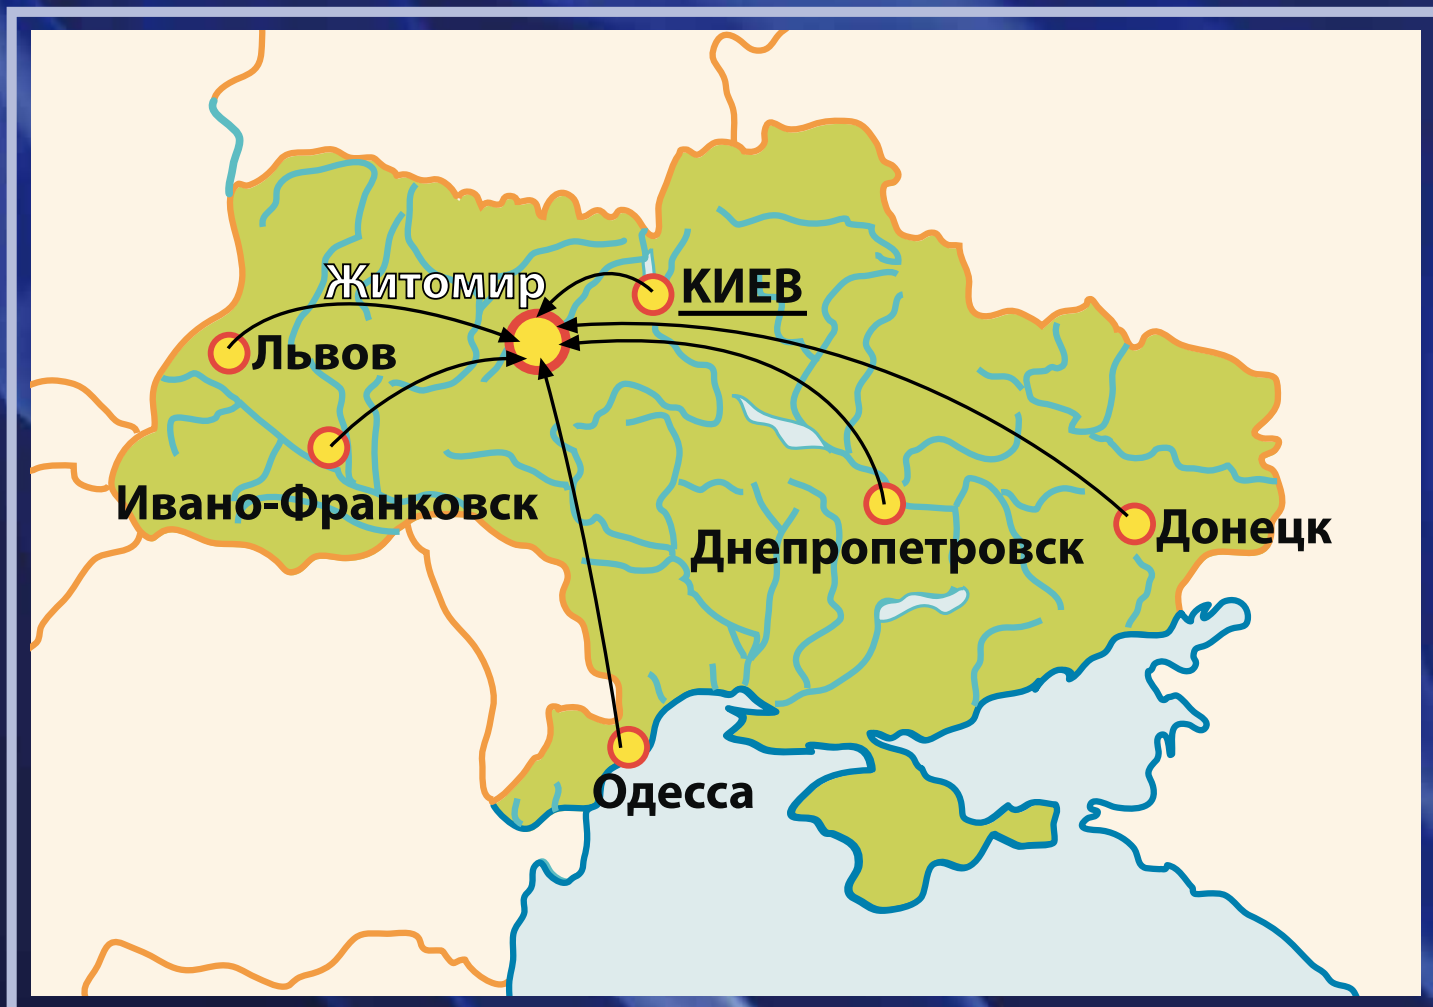 Житомир
КИЕВ
Львов
Ивано-Франковск
Днепропетровск
Донецк
Одесса